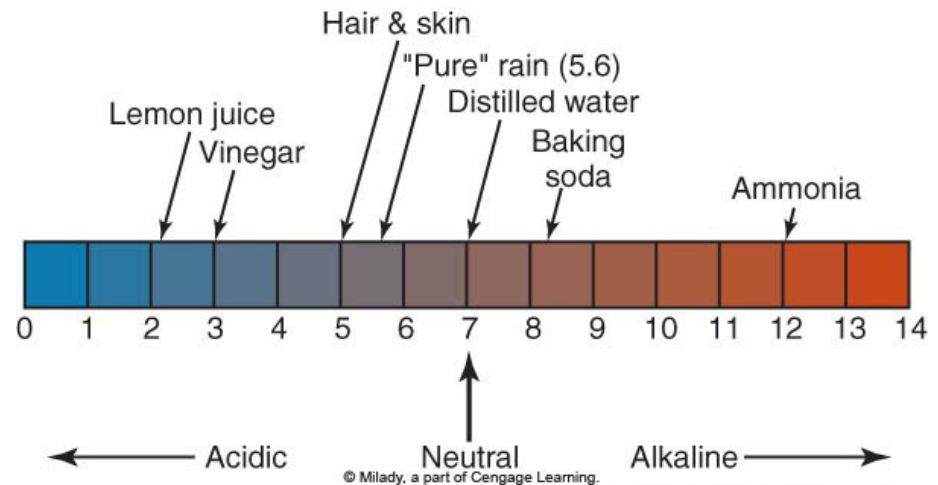 Hair & skin
"Pure" rain (5.6)
Distilled water
Lemon juice
Vinegar
Baking
soda
Ammonia
0 1 2 3 4 5 6 7 8 9 10 11 12 13 14
Acidic Neutral Alkaline
© Milady, a part of Cengage Learning.